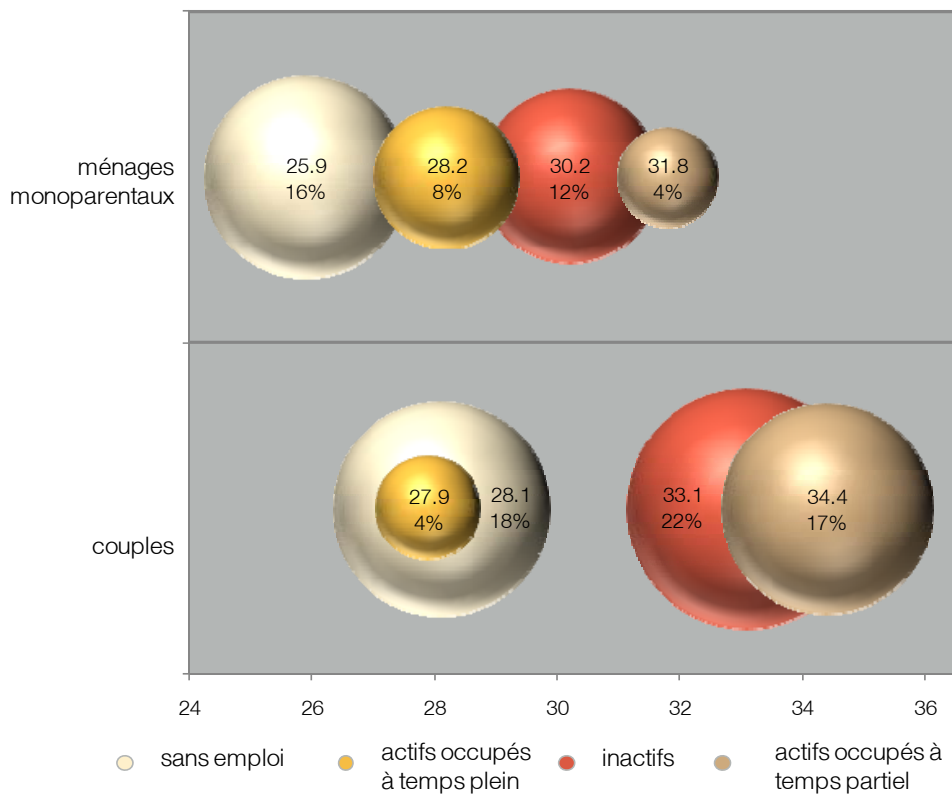 ménages
monoparentaux
25.9
16%
28.2
8%
30.2
12%
31.8
4%
couples
27.9
4%
28.1
18%
33.1
22%
34.4
17%
24 26 28 30 32 34 36
sans emploi
actifs occupés
à temps plein
inactifs
actifs occupés à
temps partiel